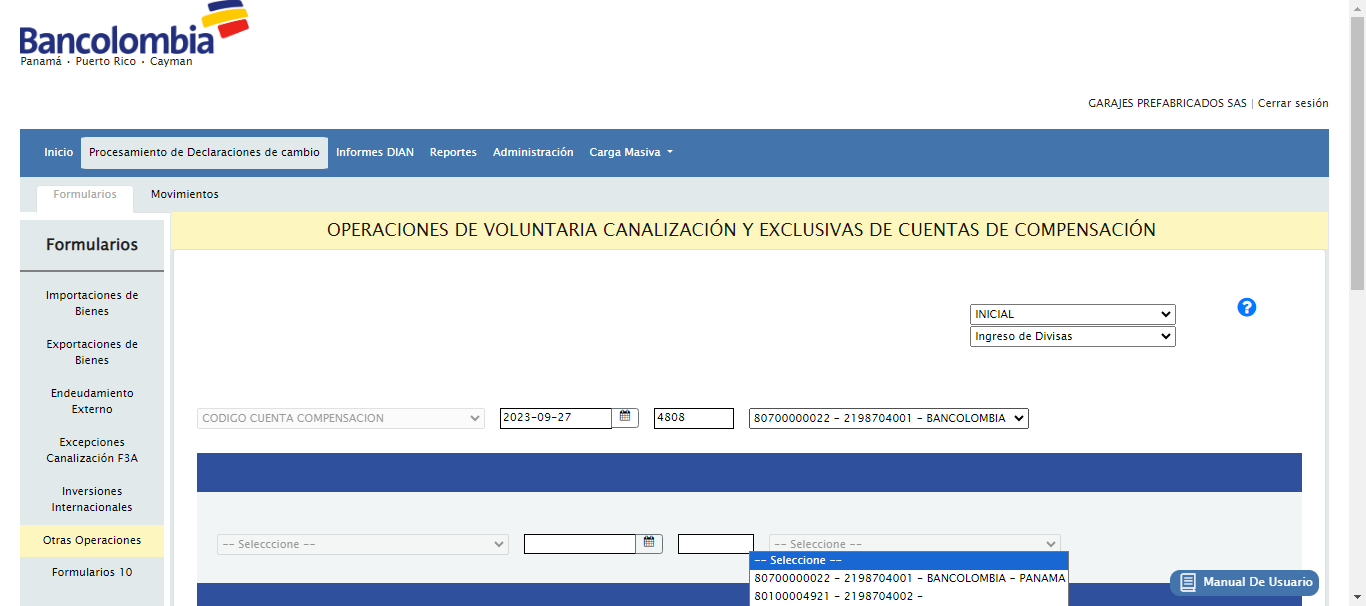 Bancolombia
Panamá · Puerto Rico · Cayman
GARAJES PREFABRICADOS SAS | Cerrar sesión
Inicio Procesamiento de Declaraciones de cambio Informes DIAN Reportes Administración Carga Masiva
Formularios Movimientos
OPERACIONES DE VOLUNTARIA CANALIZACIÓN Y EXCLUSIVAS DE CUENTAS DE COMPENSACIÓN
Formularios
Importaciones de
Bienes
Exportaciones de
Bienes
Endeudamiento
Externo
Excepciones
Canalización F3A
Inversiones
Internacionales
Otras Operaciones
Formularios 10
INICIAL
?
Ingreso de Divisas
CODIGO CUENTA COMPENSACION 2023-09-27 4808 80700000022 - 2198704001 - BANCOLOMBIA
-- Selecccione -- -- Seleccione --
-- Seleccione --
80700000022 - 2198704001 - BANCOLOMBIA - PANAMA
80100004921 - 2198704002 -
Manual De Usuario